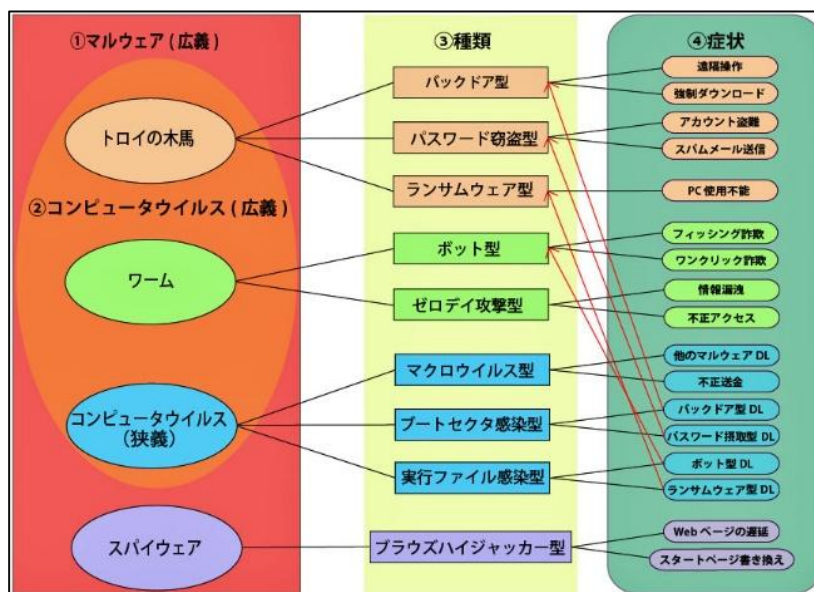 ①マルウェア(広義)
トロイの木馬
②コンピュータウイルス(広義)
ワーム
コンピュータウイルス
(狭義)
スパイウェア
③種類
バックドア型
パスワード窃盗型
ランサムウェア型
ボット型
ゼロデイ攻撃型
マクロウイルス型
ブートセクタ感染型
実行ファイル感染型
ブラウズハイジャッカー型
④症状
遠隔操作
強制ダウンロード
アカウント盗難
スパムメール送信
PC使用不能
フィッシング詐欺
ワンクリック詐欺
情報漏洩
不正アクセス
他のマルウェアDL
不正送金
バックドア型DL
パスワード摂取型DL
ボット型DL
ランサムウェア型DL
Webページの遅延
スタートページ書き換え